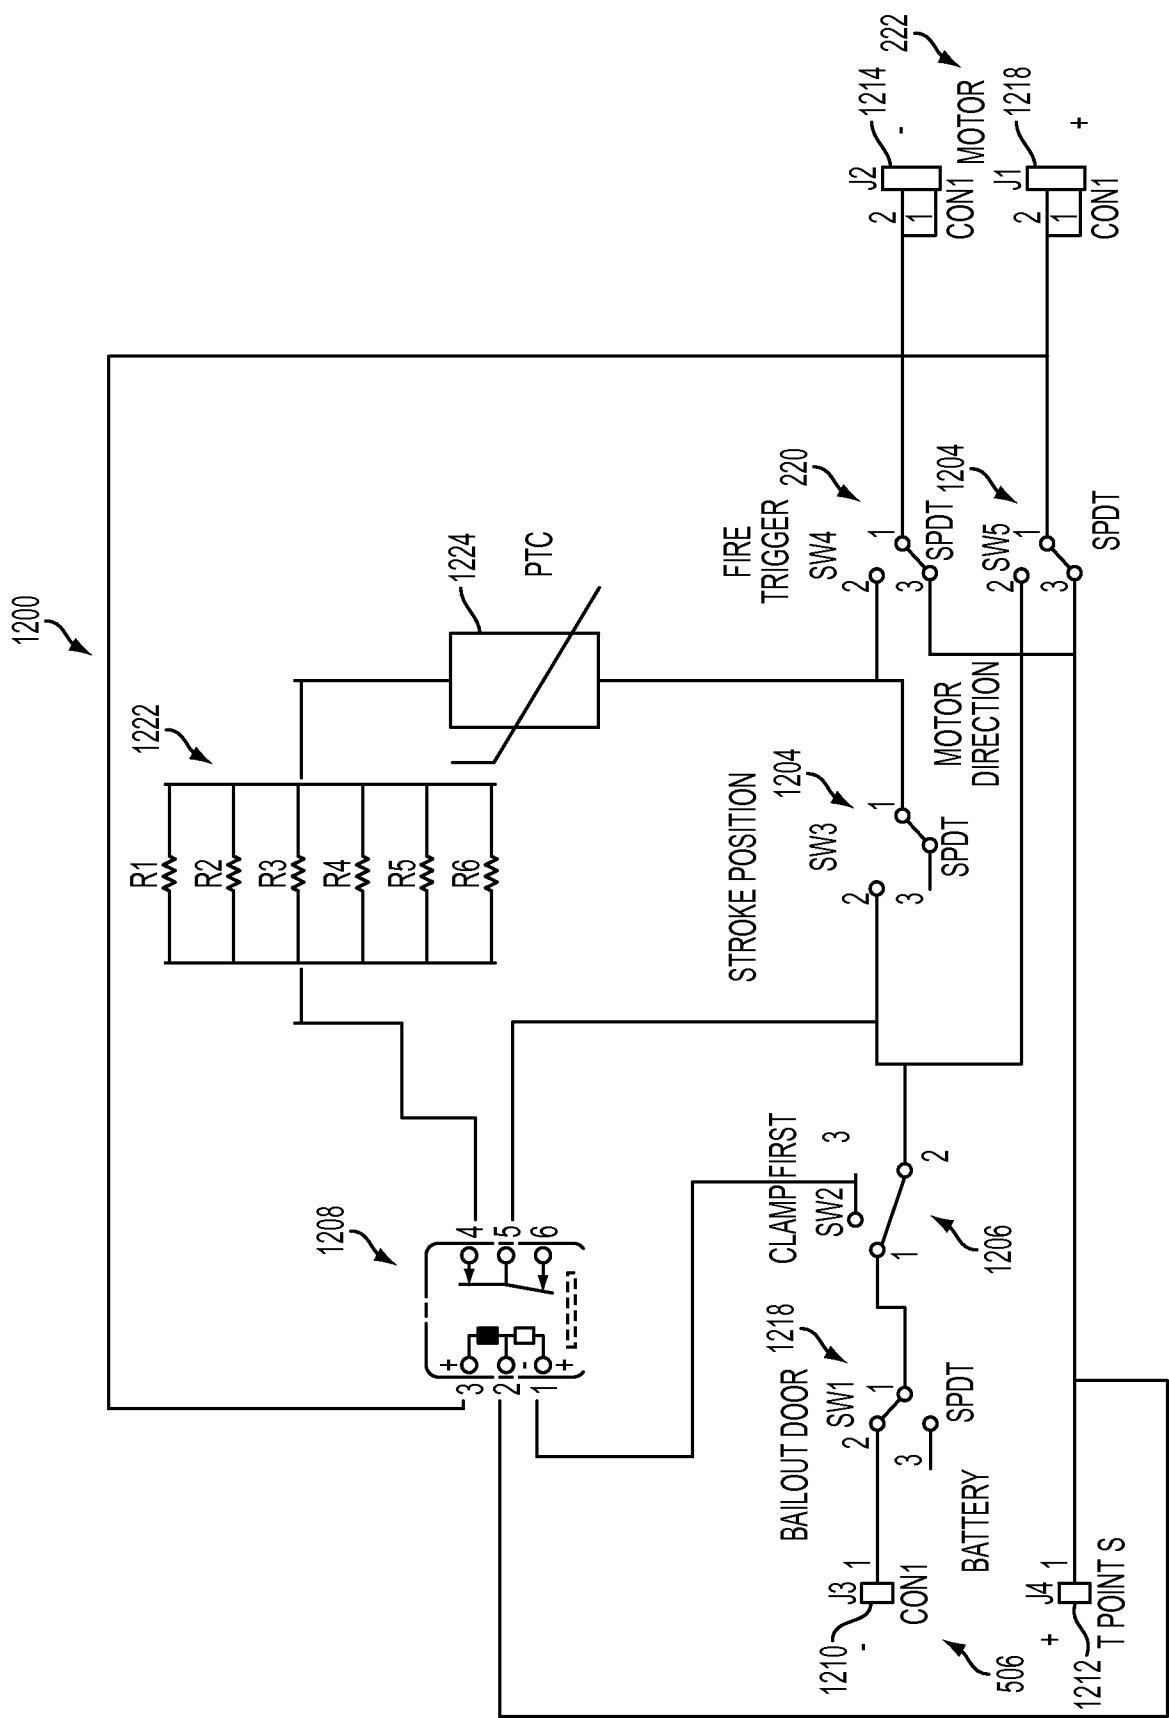 1200
1222
R1
R2
R3
R4
R5
R6
1224
PTC
1208
+
3
2
-
1
+
4
5
6
BAILOUT DOOR
1218
SW1
2
1
3
SPDT
CLAMP FIRST
SW2
3
1
2
1206
STROKE POSITION
1204
SW3
2
1
3
SPDT
FIRE
TRIGGER
220
SW4
2
1
3
SPDT
MOTOR
DIRECTION
1204
SW5
2
1
3
SPDT
J2
1214
-
2
1
CON1
MOTOR
222
J1
1218
+
2
1
CON1
J3
1
1210
-
CON1
BATTERY
506
J4
1
+
1212
T POINT S